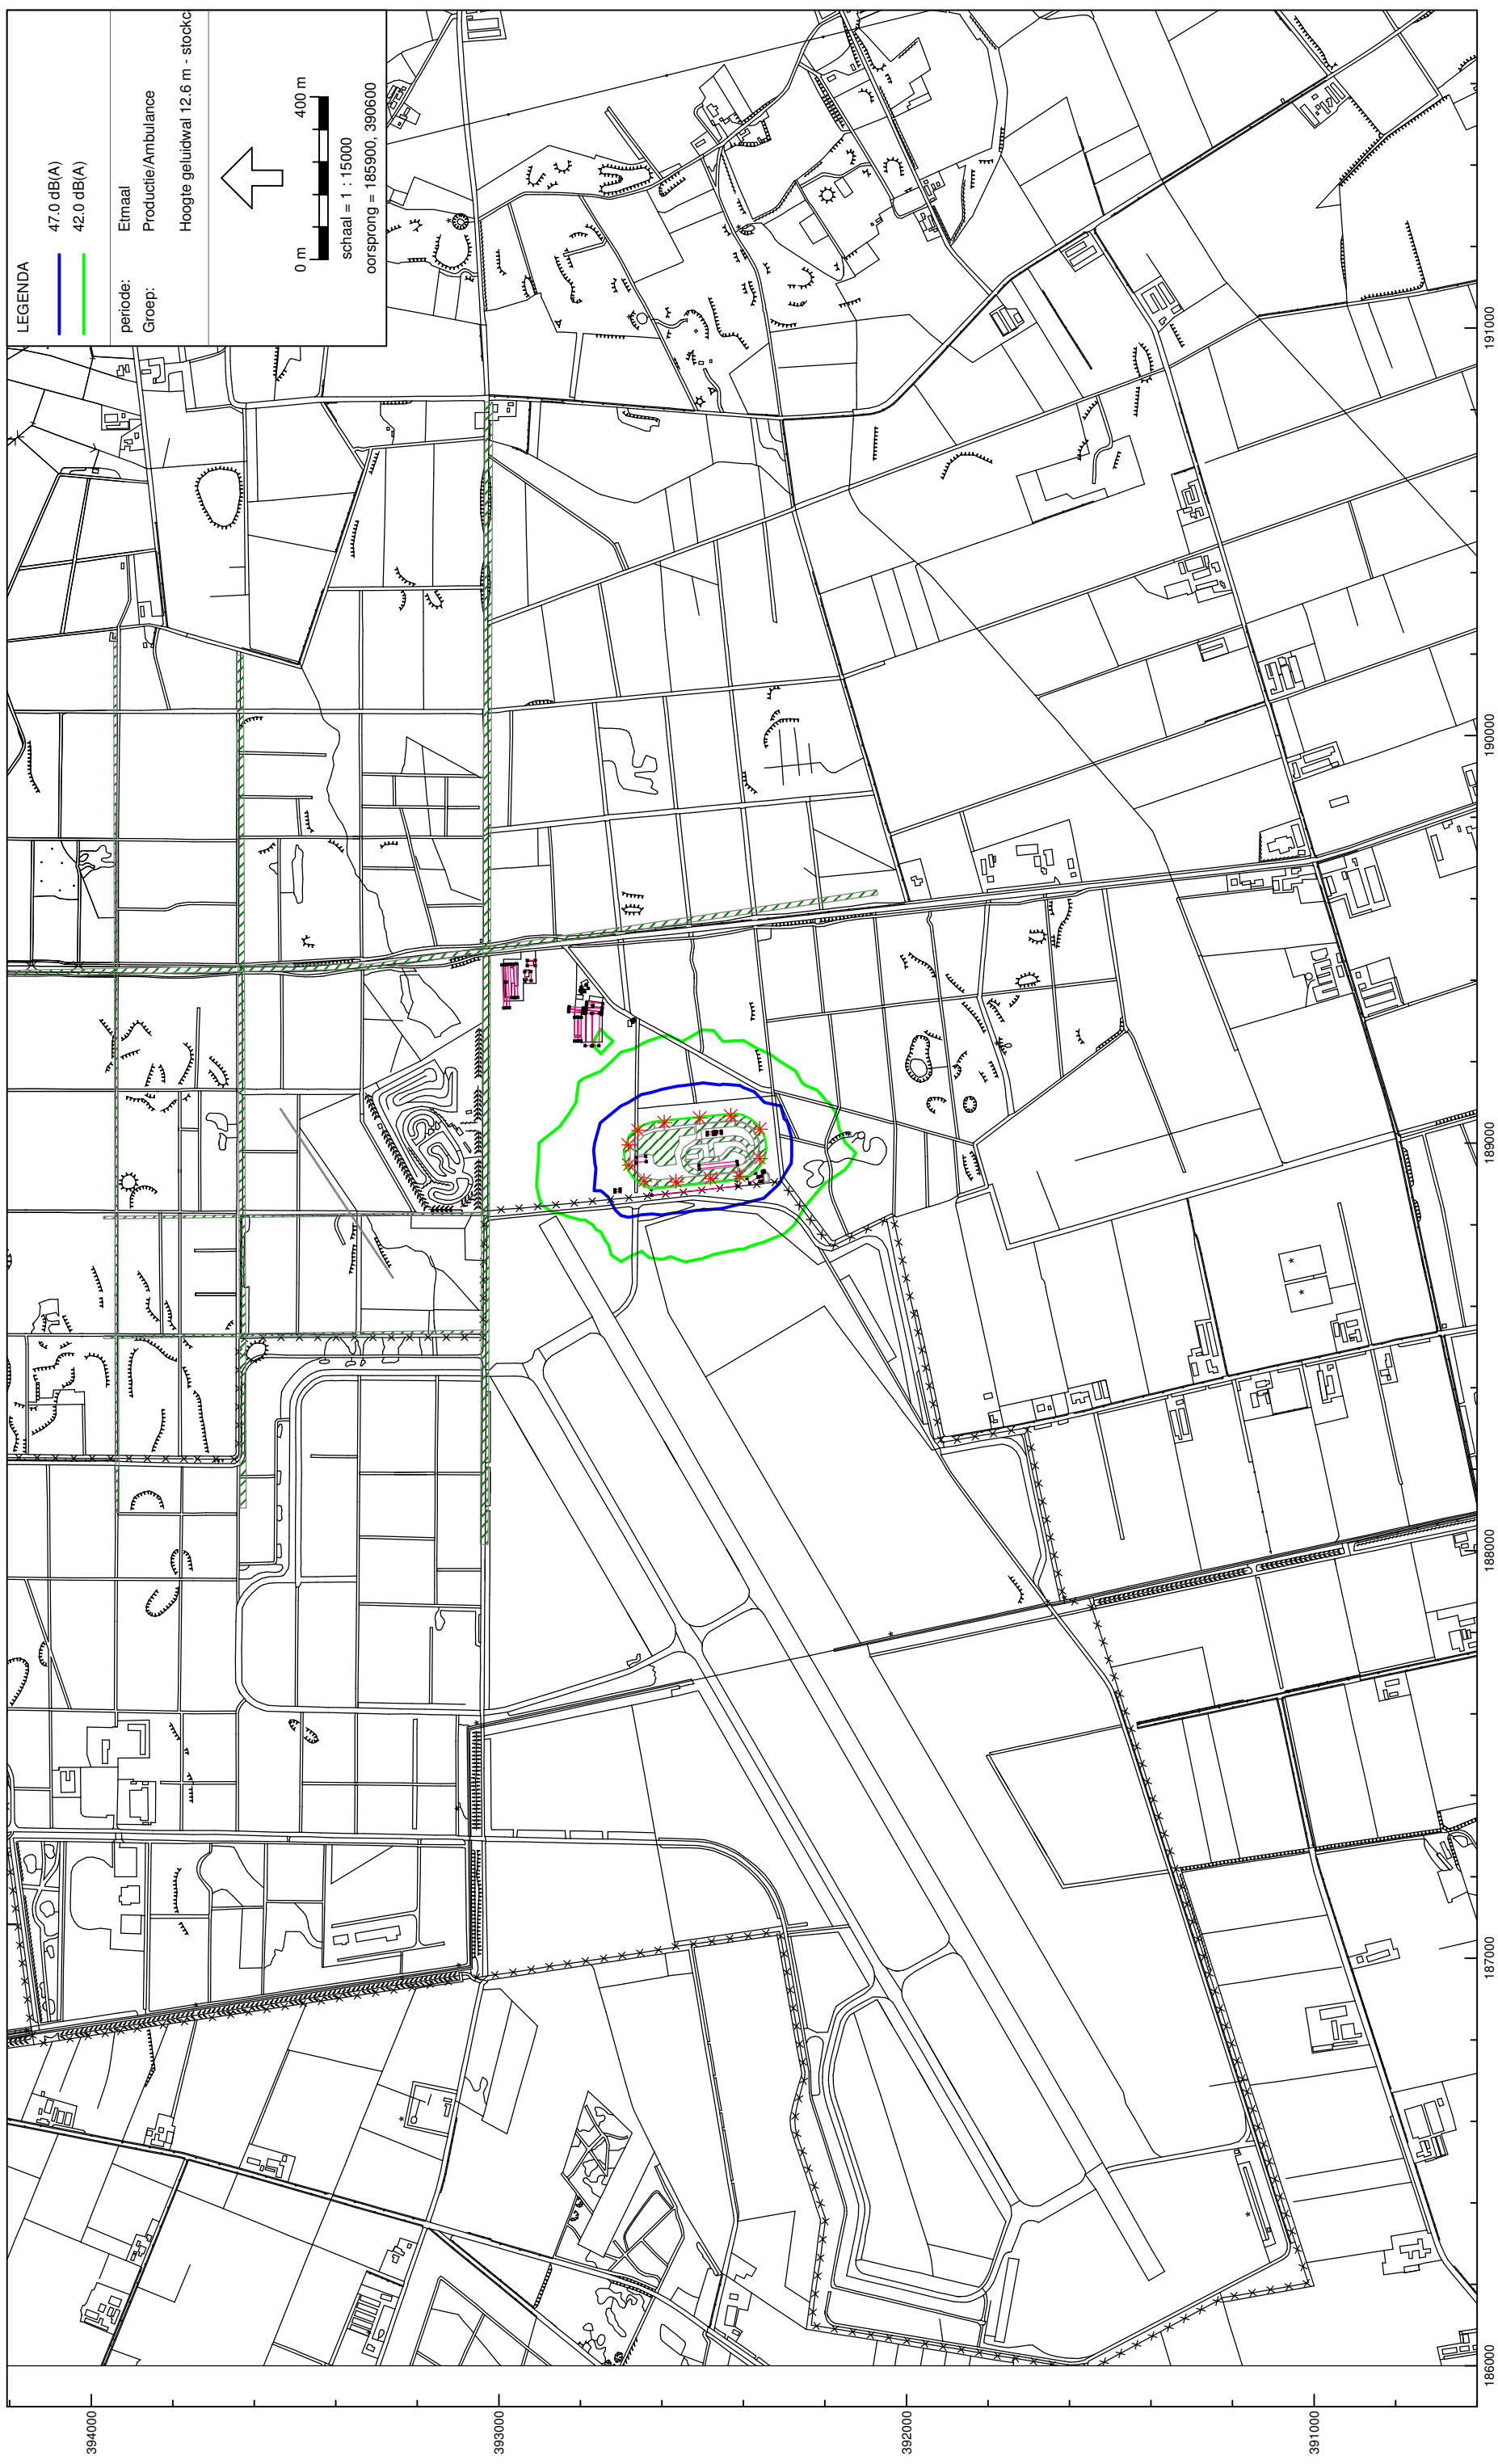 LEGENDA
47.0 dB(A)
42.0 dB(A)
periode: Etmaal
Groep: Productie/Ambulance
Hoogte geluidwal 12.6 m - stockc
0 m 400 m
schaal = 1 : 15000
oorsprong = 185900, 390600
394000
393000
392000
391000
186000
187000
188000
189000
190000
191000